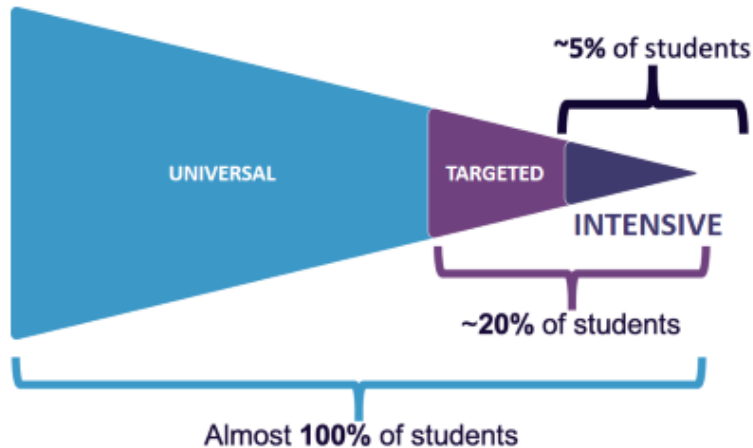 ~5% of students
UNIVERSAL
TARGETED
INTENSIVE
~20% of students
Almost 100% of students